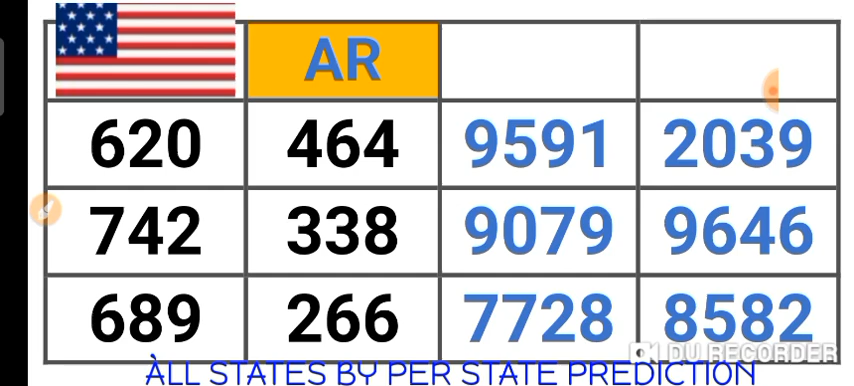 AR
620 464 9591 2039
742 338 9079 9646
689 266 7728 8582
DU RECORDER
ÀLL STATES BY PER STATE PREDICTION